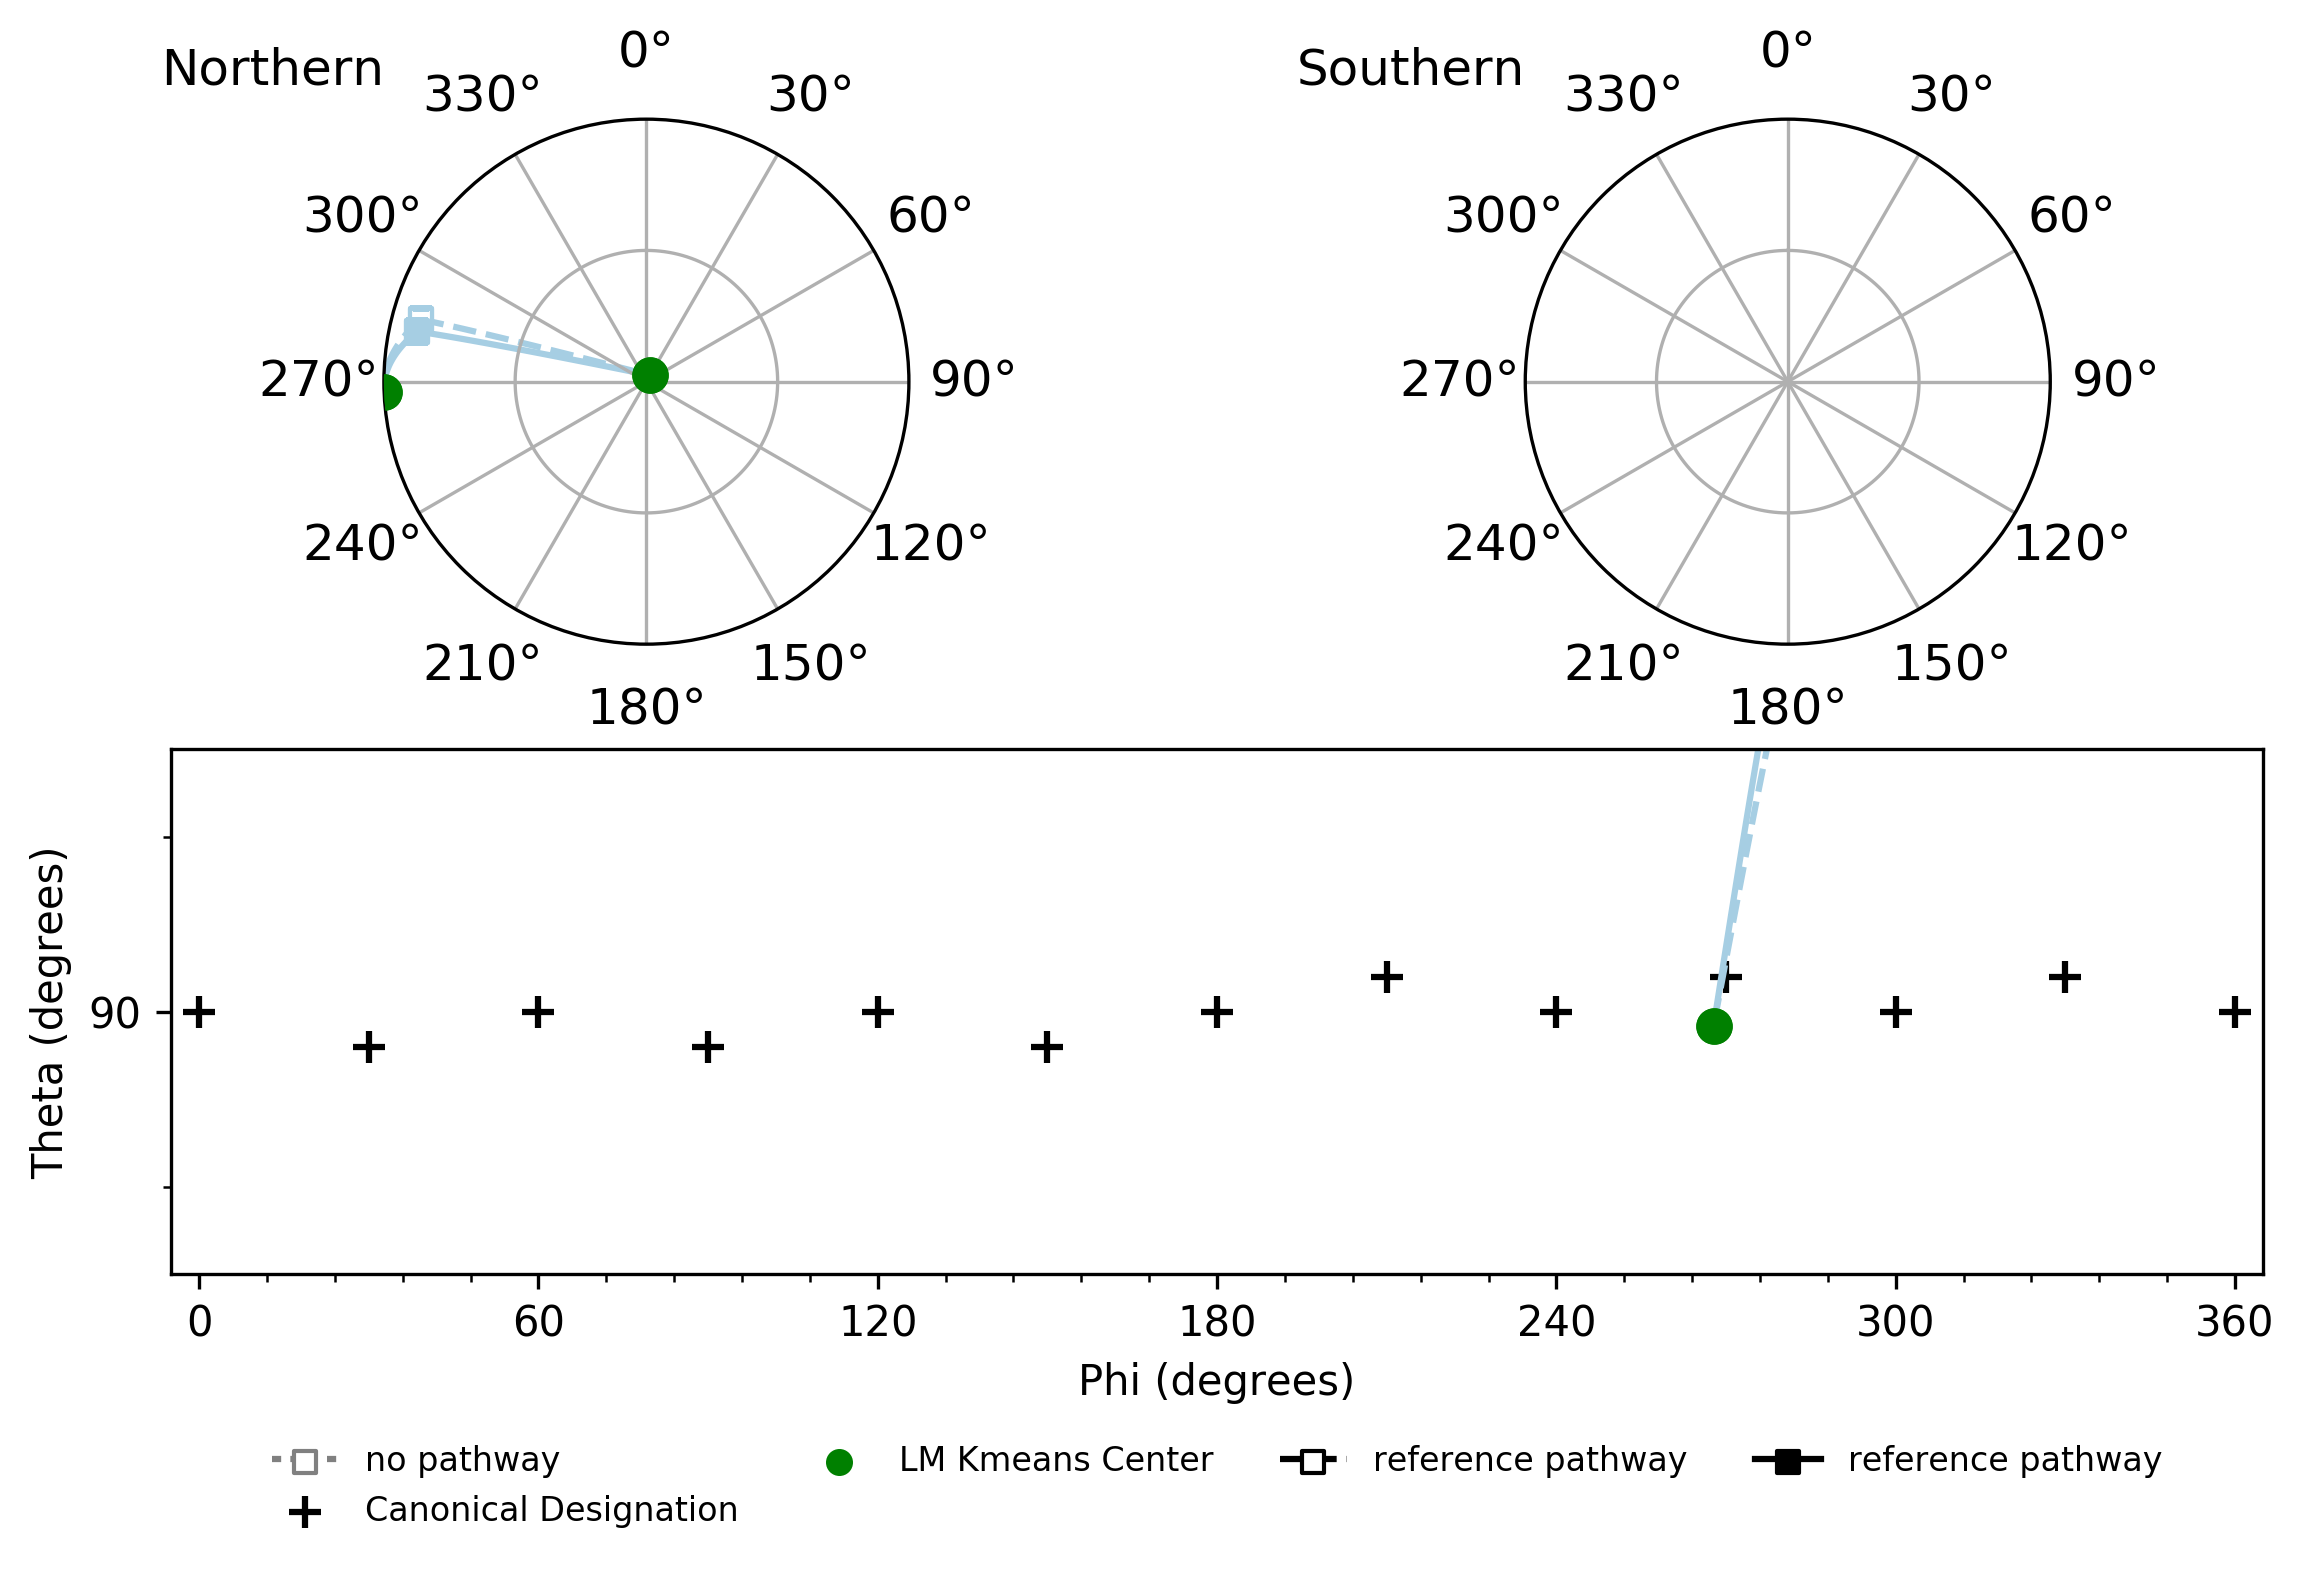 Northern
0°
330°
30°
300°
60°
270°
90°
240°
120°
210°
150°
180°
Southern
0°
330°
30°
300°
60°
270°
90°
240°
120°
210°
150°
180°
Theta (degrees)
90
0 60 120 180 240 300 360
Phi (degrees)
no pathway
Canonical Designation
LM Kmeans Center
reference pathway
reference pathway